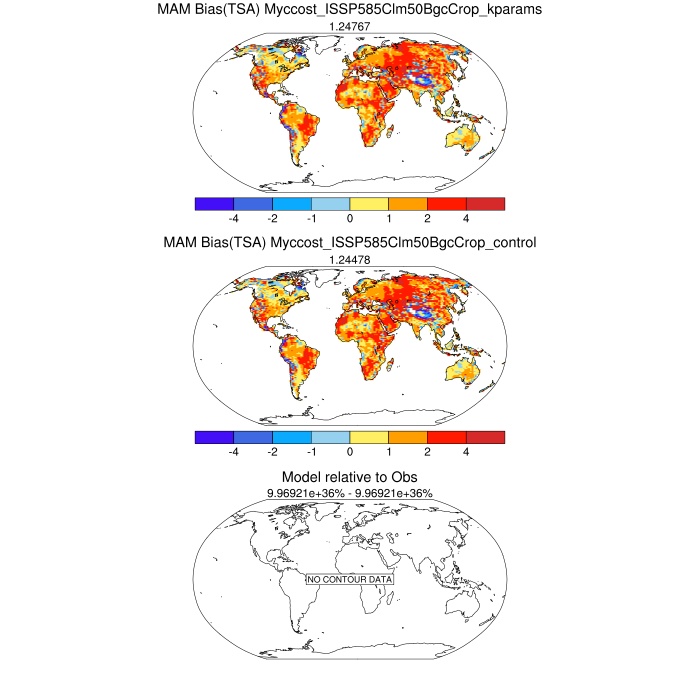 MAM Bias(TSA) Myccost_ISSP585Clm50BgcCrop_kparams
1.24767
-4 -2 -1 0 1 2 4
MAM Bias(TSA) Myccost_ISSP585Clm50BgcCrop_control
1.24478
-4 -2 -1 0 1 2 4
Model relative to Obs
9.96921e+36% - 9.96921e+36%
NO CONTOUR DATA